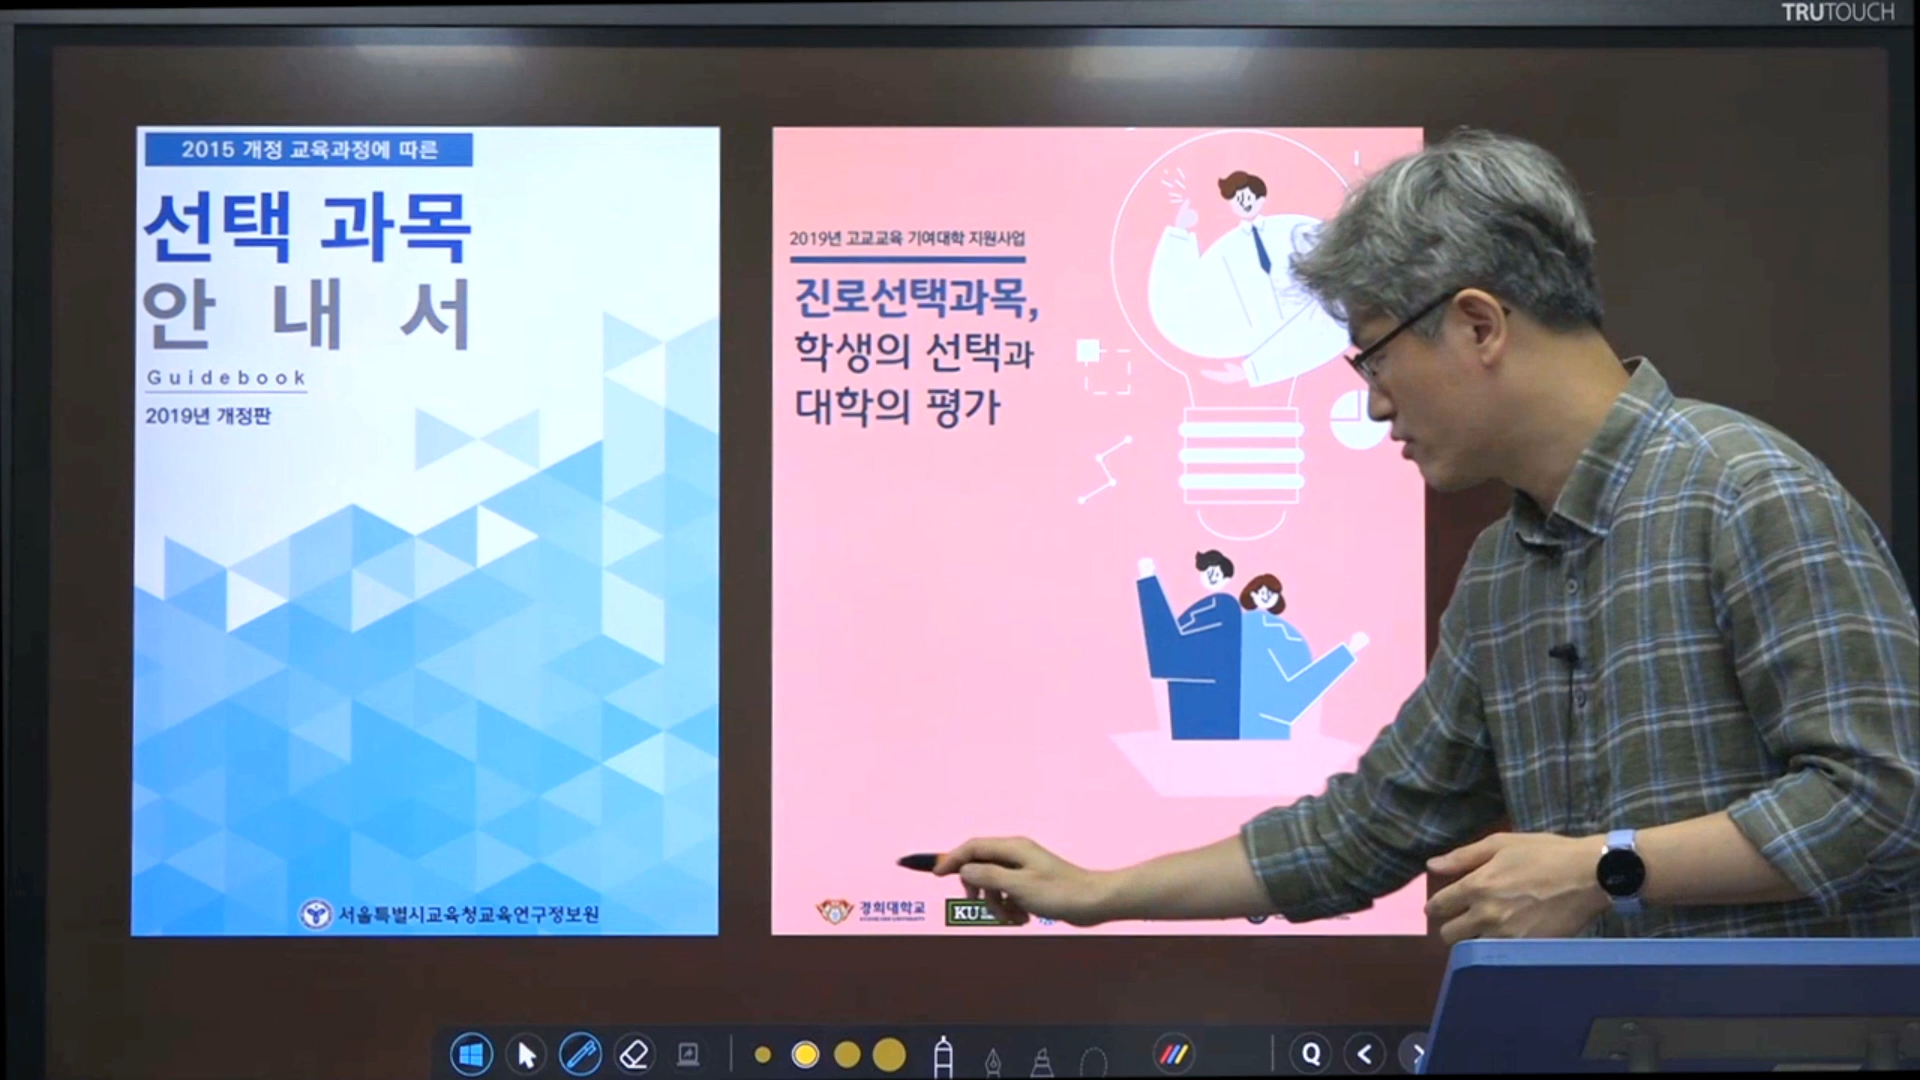 TRUTOUCH
2015 개정 교육과정에 따른
선택 과목
안 내 서
Guidebook
2019년 개정판
서울특별시교육청교육연구정보원
2019년 고교교육 기여대학 지원사업
진로선택과목,
학생의 선택과
대학의 평가
경희대학교
KU